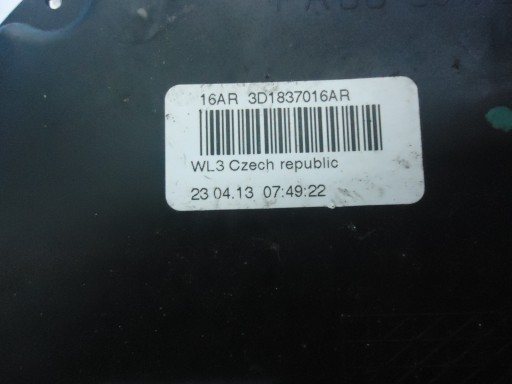 16AR 3D1837016AR
WL3 Czech republic
23 04.13 07:49:22